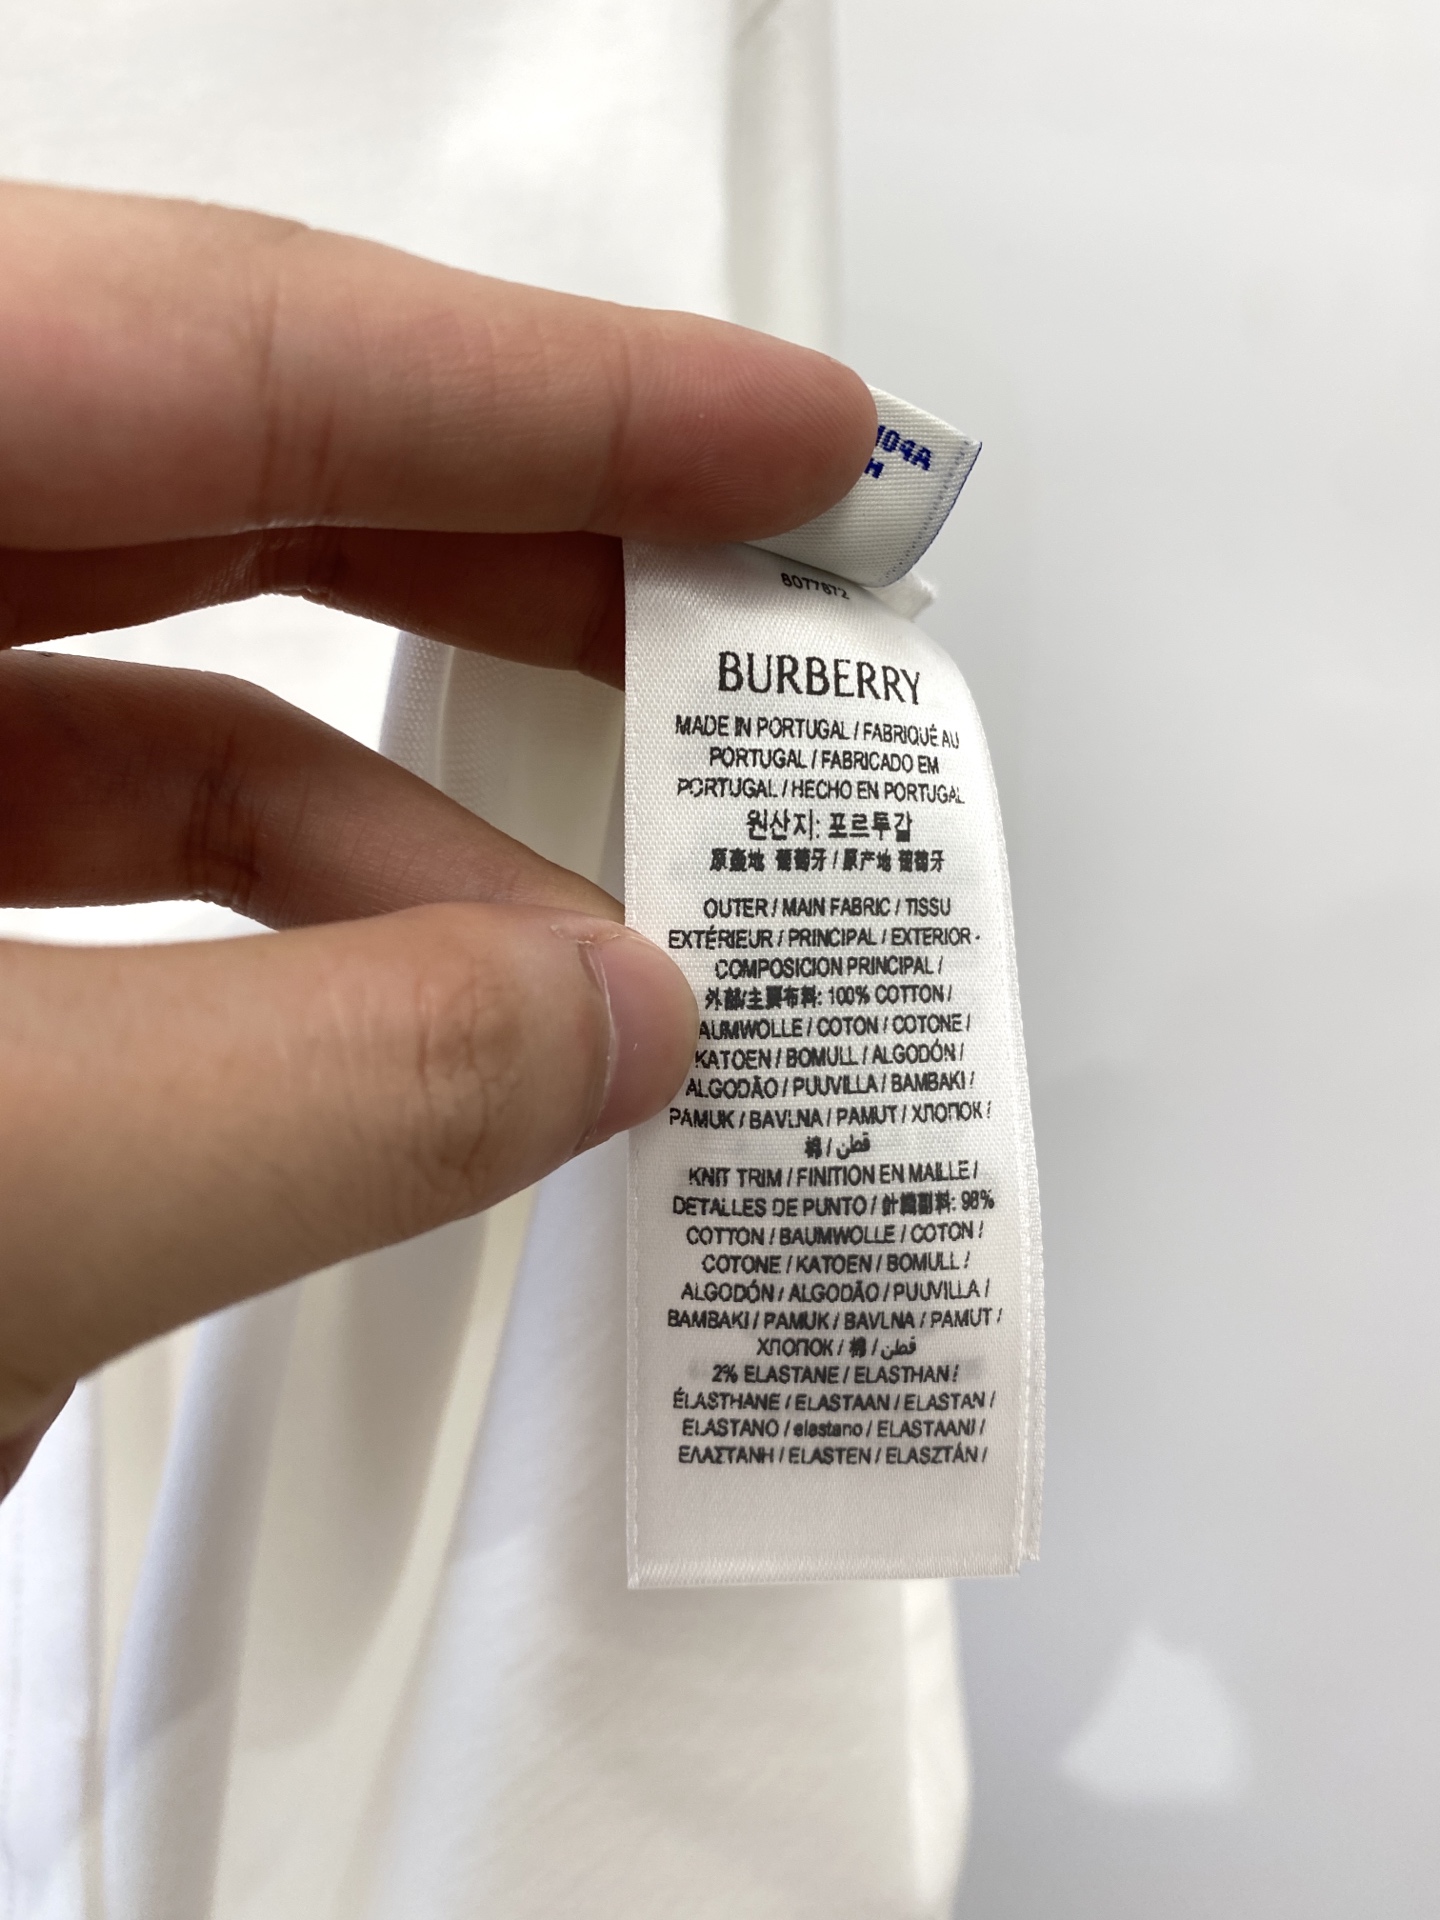 104A
H
8077872
BURBERRY
MADE IN PORTUGAL / FABRIQUÉ AU
PORTUGAL / FABRICADO EM
PORTUGAL / HECHO EN PORTUGAL
원산지: 포르투갈
原產地 葡萄牙 / 原产地 葡萄牙
OUTER / MAIN FABRIC / TISSU
EXTÉRIEUR / PRINCIPAL / EXTERIOR -
COMPOSICION PRINCIPAL /
外部/主要布料: 100% COTTON /
AUMWOLLE / COTON / COTONE /
KATOEN / BOMULL / ALGODÓN /
ALGODÃO / PUUVILLA / BAMBAKI /
PAMUK / BAVLNA / PAMUT / ХЛОПОК /
棉 / قطن
KNIT TRIM / FINITION EN MAILLE /
DETALLES DE PUNTO / 針織副料: 98%
COTTON / BAUMWOLLE / COTON /
COTONE / KATOEN / BOMULL /
ALGODÓN / ALGODÃO / PUUVILLA /
BAMBAKI / PAMUK / BAVLNA / PAMUT /
ХЛОПОК / 棉 / قطن
2% ELASTANE / ELASTHAN /
ÉLASTHANE / ELASTAAN / ELASTAN /
ELASTANO / elastano / ELASTAANI /
ΕΛΑΣΤΑΝΗ / ELASTEN / ELASZTÁN /